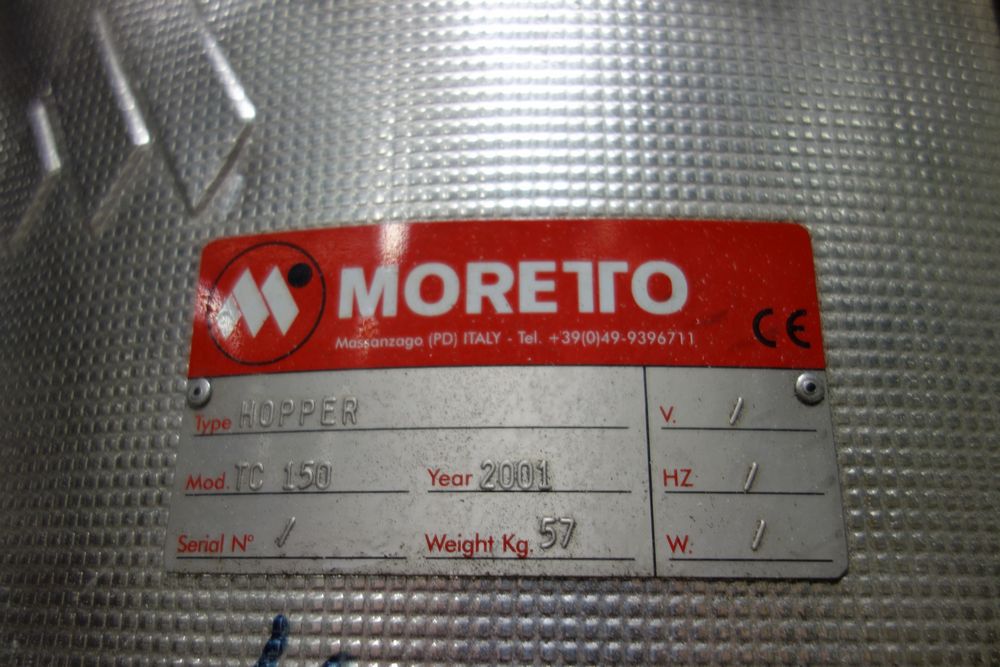 MORETTO
Massanzago (PD) ITALY - Tel. +39(0)49-9396711
CE
Type HOPPER
V. /
Mod. TC 150 Year 2001
HZ /
Serial N° / Weight Kg. 57
W. /